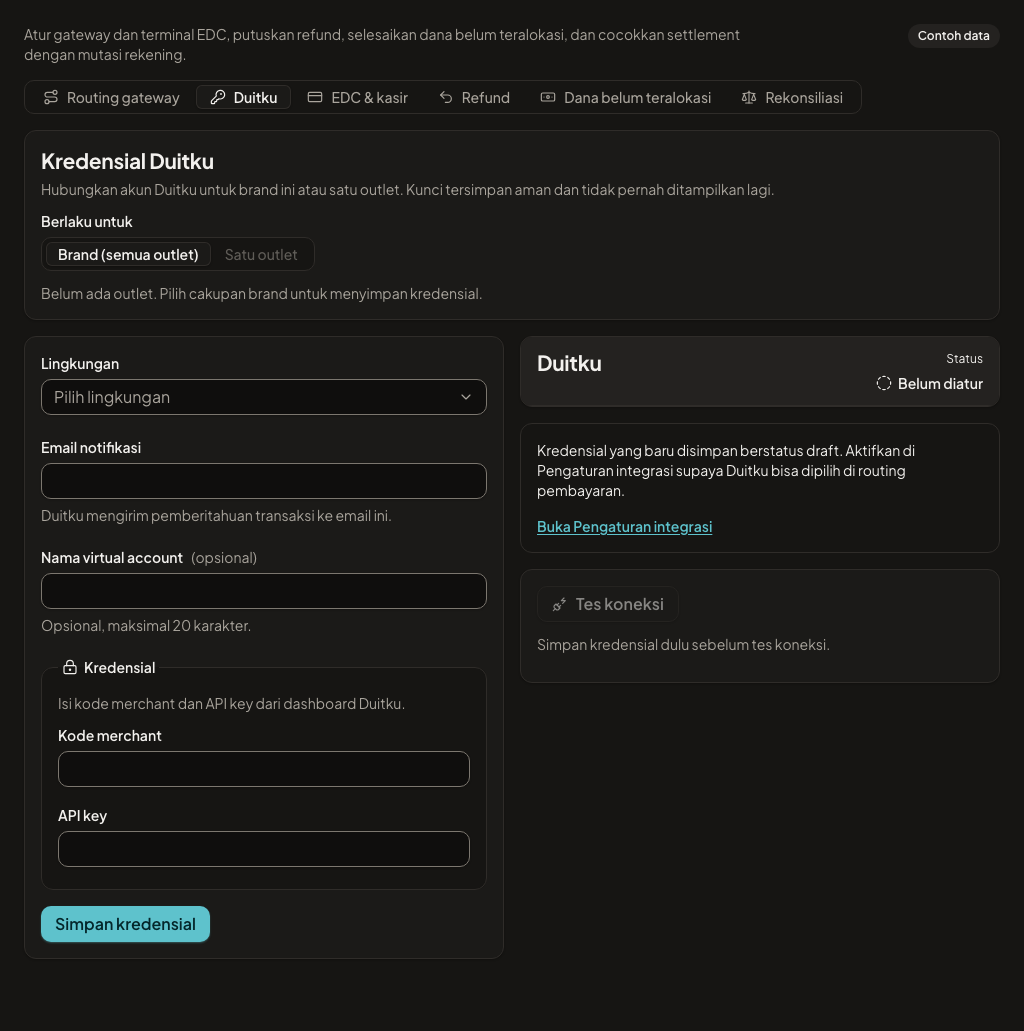 Atur gateway dan terminal EDC, putuskan refund, selesaikan dana belum teralokasi, dan cocokkan settlement
dengan mutasi rekening.
Contoh data
Routing gateway
Duitku
EDC & kasir
Refund
Dana belum teralokasi
Rekonsiliasi
Kredensial Duitku
Hubungkan akun Duitku untuk brand ini atau satu outlet. Kunci tersimpan aman dan tidak pernah ditampilkan lagi.
Berlaku untuk
Brand (semua outlet)
Satu outlet
Belum ada outlet. Pilih cakupan brand untuk menyimpan kredensial.
Lingkungan
Pilih lingkungan
Email notifikasi
Duitku mengirim pemberitahuan transaksi ke email ini.
Nama virtual account (opsional)
Opsional, maksimal 20 karakter.
Kredensial
Isi kode merchant dan API key dari dashboard Duitku.
Kode merchant
API key
Simpan kredensial
Duitku
Status
Belum diatur
Kredensial yang baru disimpan berstatus draft. Aktifkan di
Pengaturan integrasi supaya Duitku bisa dipilih di routing
pembayaran.
Buka Pengaturan integrasi
Tes koneksi
Simpan kredensial dulu sebelum tes koneksi.